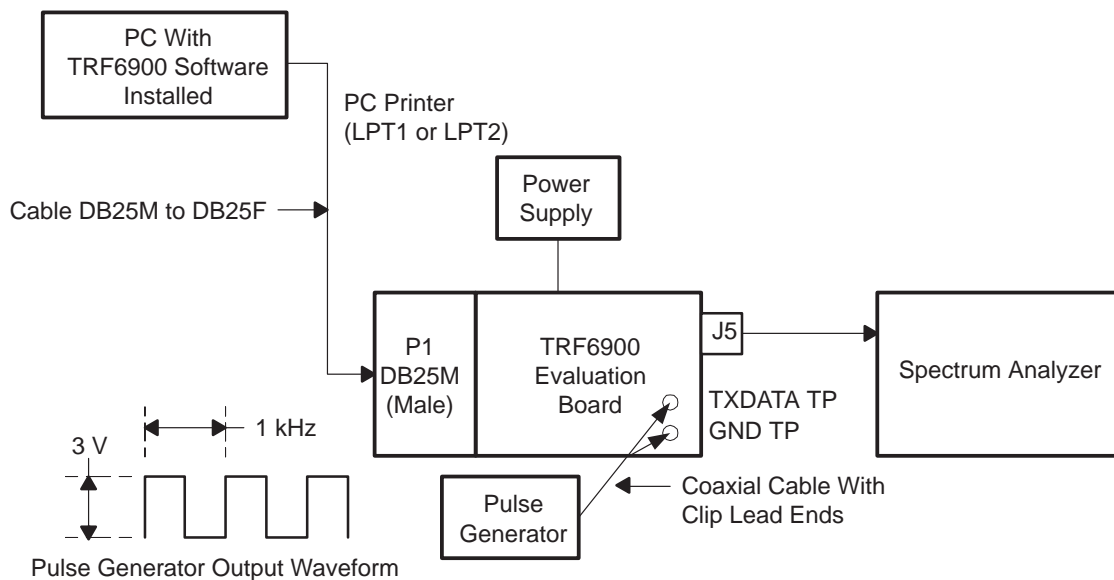 PC With
TRF6900 Software
Installed
PC Printer
(LPT1 or LPT2)
Cable DB25M to DB25F
Power
Supply
P1
DB25M
(Male)
TRF6900
Evaluation
Board
J5
Spectrum Analyzer
TXDATA TP
GND TP
1 kHz
3 V
Pulse
Generator
Coaxial Cable With
Clip Lead Ends
Pulse Generator Output Waveform